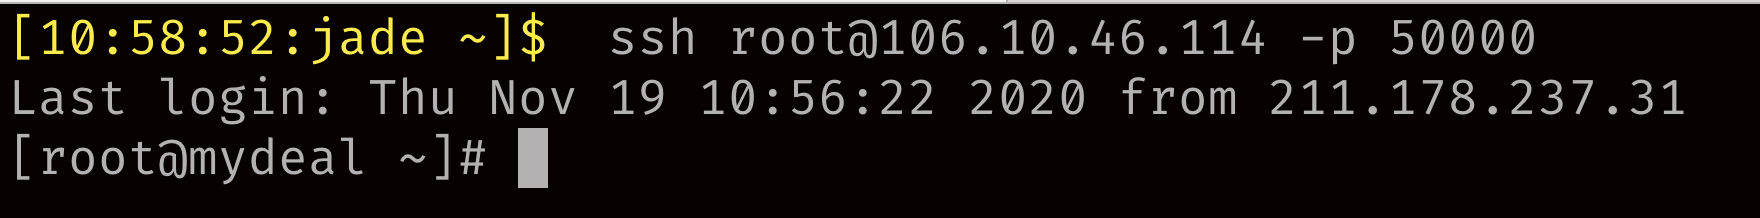 [10:58:52:jade ~]$  ssh root@106.10.46.114 -p 50000
Last login: Thu Nov 19 10:56:22 2020 from 211.178.237.31
[root@mydeal ~]#